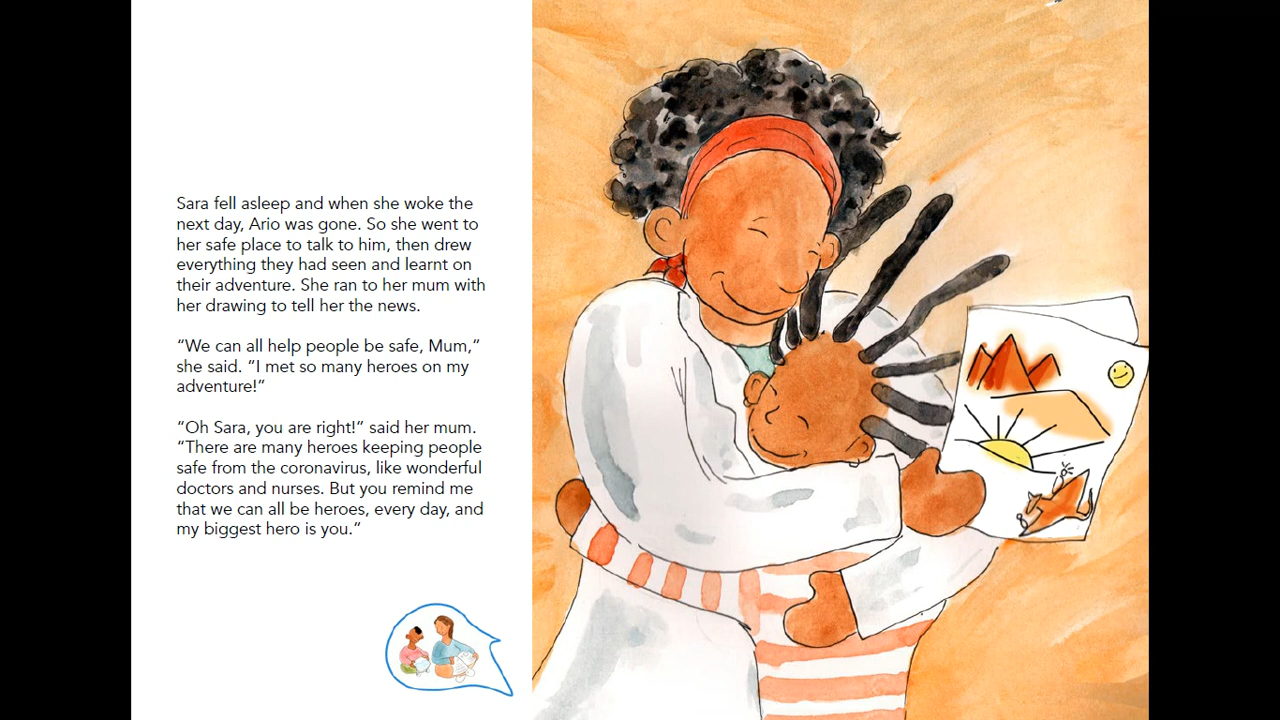 Sara fell asleep and when she woke the
next day, Ario was gone. So she went to
her safe place to talk to him, then drew
everything they had seen and learnt on
their adventure. She ran to her mum with
her drawing to tell her the news.
“We can all help people be safe, Mum,”
she said. “I met so many heroes on my
adventure!”
“Oh Sara, you are right!” said her mum.
“There are many heroes keeping people
safe from the coronavirus, like wonderful
doctors and nurses. But you remind me
that we can all be heroes, every day, and
my biggest hero is you.”